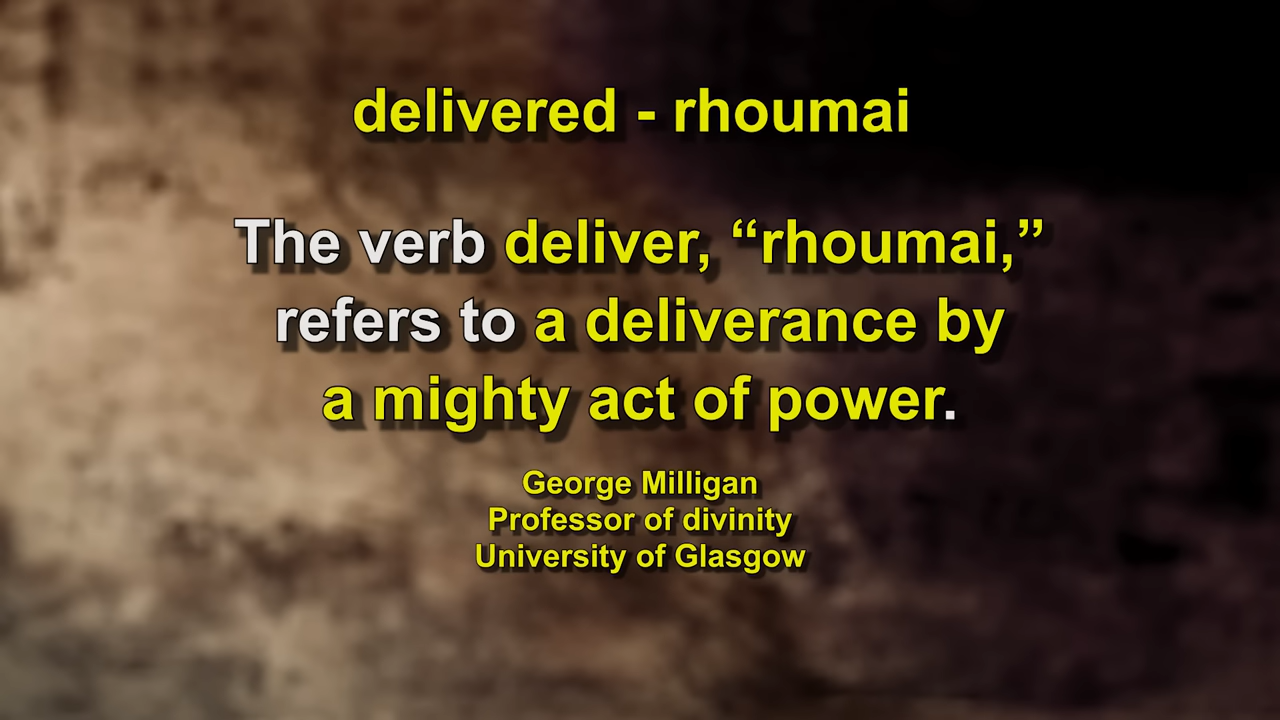 delivered - rhoumai
The verb deliver, “rhoumai,”
refers to a deliverance by
a mighty act of power.
George Milligan
Professor of divinity
University of Glasgow